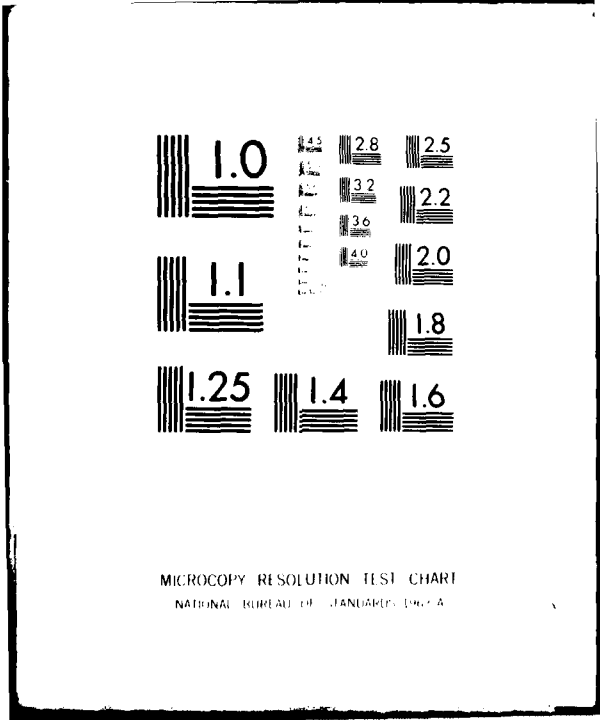 1.0
4.5 2.8 2.5
3.2 2.2
3.6
4.0 2.0
1.1
1.8
1.25 1.4 1.6
MICROCOPY RESOLUTION TEST CHART
NATIONAL BUREAU OF STANDARDS